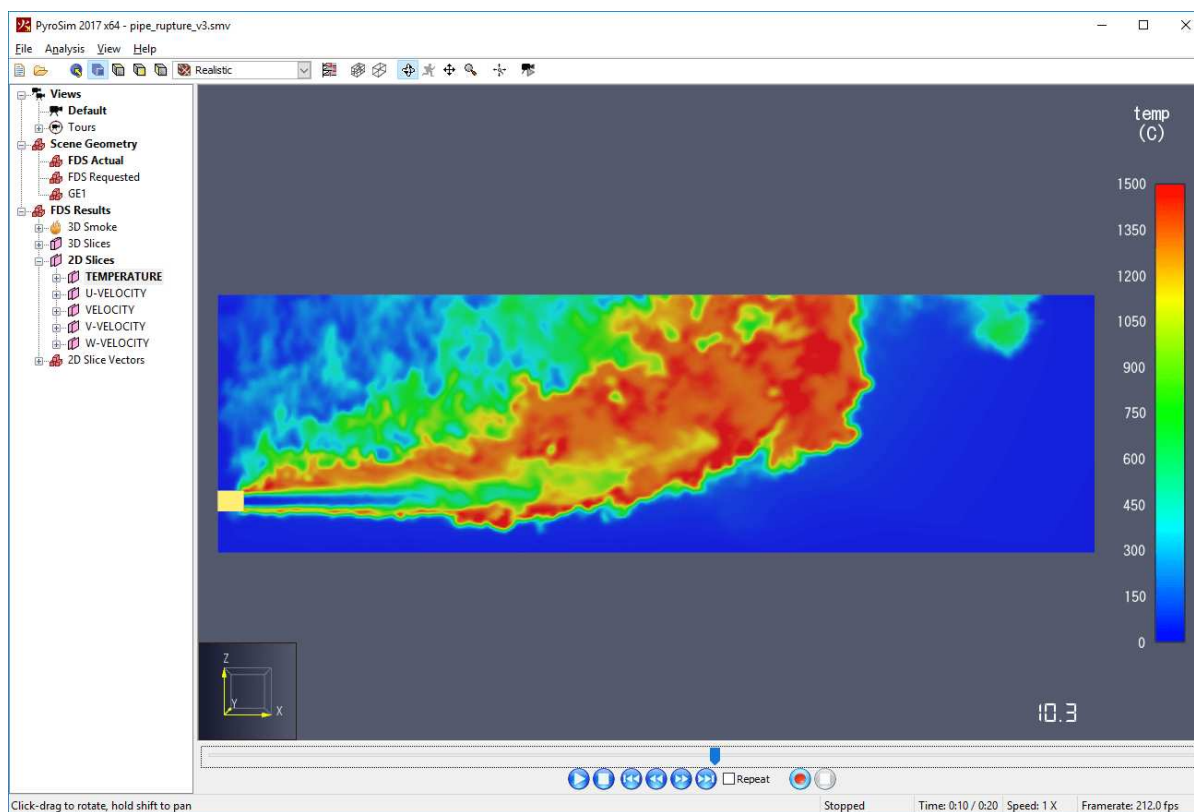 PyroSim 2017 x64 - pipe_rupture_v3.smv
File Analysis View Help
Realistic
Views
Default
Tours
Scene Geometry
FDS Actual
FDS Requested
GE1
FDS Results
3D Smoke
3D Slices
2D Slices
TEMPERATURE
U-VELOCITY
VELOCITY
V-VELOCITY
W-VELOCITY
2D Slice Vectors
temp
(C)
1500
1350
1200
1050
900
750
600
450
300
150
0
Z
Y
X
10.3
Repeat
Click-drag to rotate, hold shift to pan
Stopped
Time: 0:10 / 0:20
Speed: 1 X
Framerate: 212.0 fps